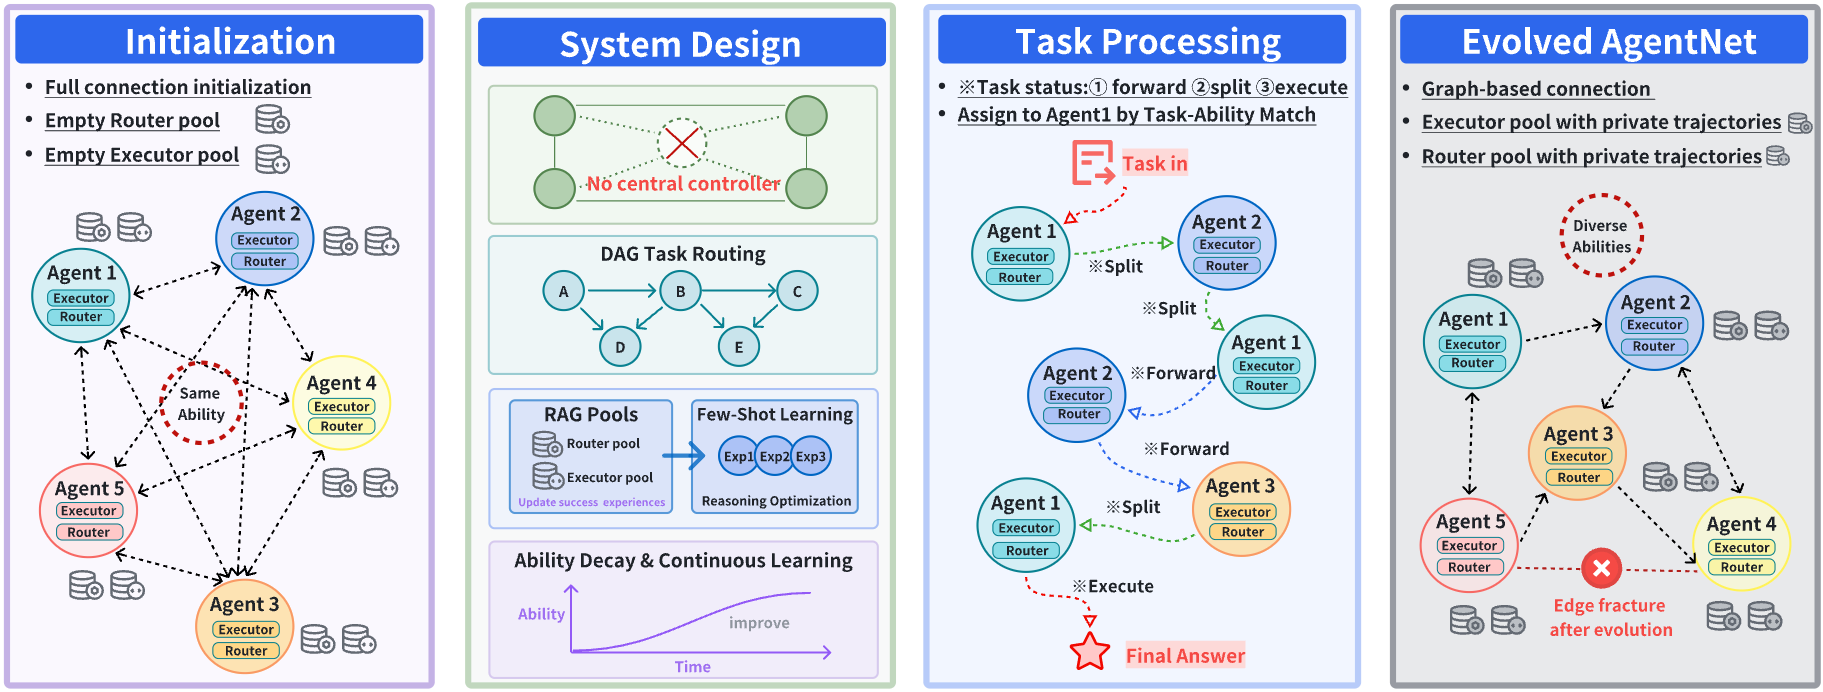 Initialization
• Full connection initialization
• Empty Router pool
• Empty Executor pool
Agent 2
Executor
Router
Agent 1
Executor
Router
Same
Ability
Agent 4
Executor
Router
Agent 5
Executor
Router
Agent 3
Executor
Router
System Design
No central controller
DAG Task Routing
A
B
C
D
E
RAG Pools
Router pool
Executor pool
Update success experiences
Few-Shot Learning
Exp1 Exp2 Exp3
Reasoning Optimization
Ability Decay & Continuous Learning
Ability
improve
Time
Task Processing
• ※Task status:① forward ②split ③execute
• Assign to Agent1 by Task-Ability Match
Task in
Agent 1
Executor
Router
※Split
Agent 2
Executor
Router
※Split
Agent 1
Executor
Router
※Forward
Agent 2
Executor
Router
※Forward
Agent 3
Executor
Router
※Split
Agent 1
Executor
Router
※Execute
Final Answer
Evolved AgentNet
• Graph-based connection
• Executor pool with private trajectories
• Router pool with private trajectories
Diverse
Abilities
Agent 1
Executor
Router
Agent 2
Executor
Router
Agent 3
Executor
Router
Agent 5
Executor
Router
Agent 4
Executor
Router
Edge fracture
after evolution